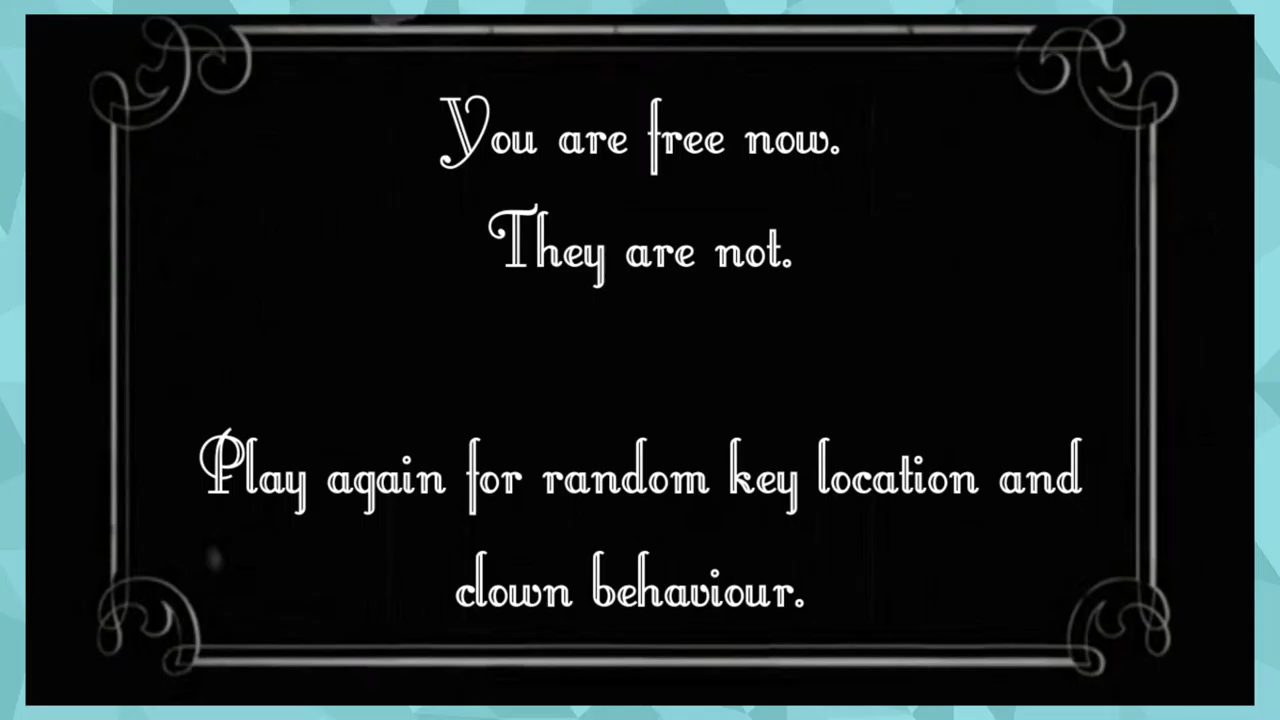 You are free now.
They are not.
Play again for random key location and
clown behaviour.